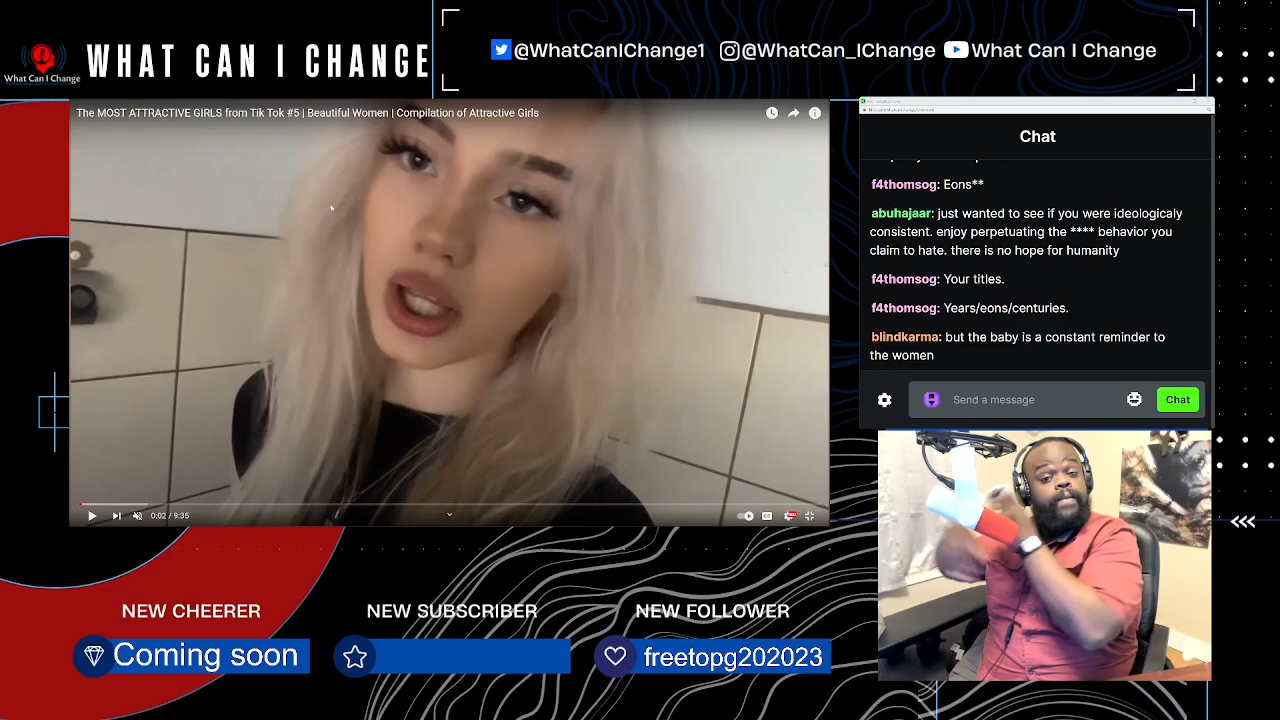 What Can I Change
WHAT CAN I CHANGE
@WhatCanIChange1 @WhatCan_IChange What Can I Change
The MOST ATTRACTIVE GIRLS from Tik Tok #5 | Beautiful Women | Compilation of Attractive Girls
0:02 / 9:35
Chat
f4thomsog: Eons**
abuhajaar: just wanted to see if you were ideologicaly
consistent. enjoy perpetuating the **** behavior you
claim to hate. there is no hope for humanity
f4thomsog: Your titles.
f4thomsog: Years/eons/centuries.
blindkarma: but the baby is a constant reminder to
the women
Send a message
Chat
NEW CHEERER
NEW SUBSCRIBER
NEW FOLLOWER
Coming soon
freetopg202023